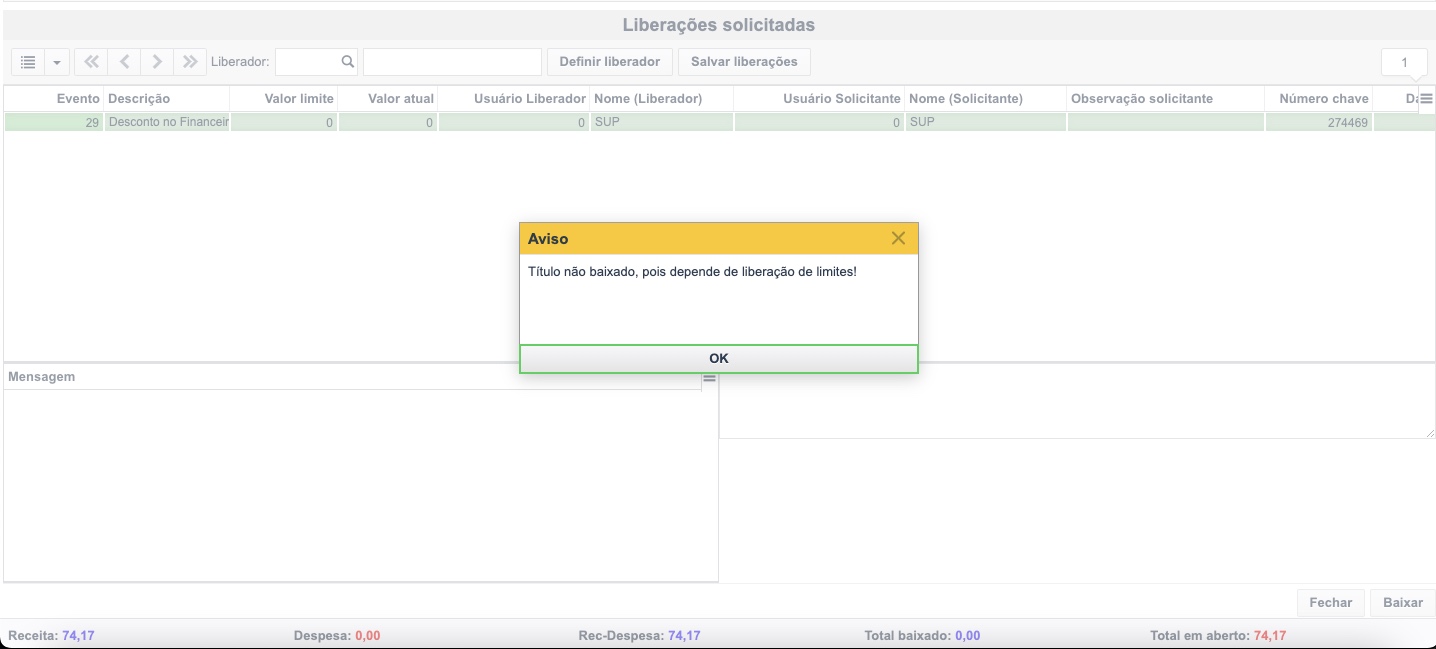 Liberações solicitadas
Liberador: Definir liberador Salvar liberações 1
Evento Descrição Valor limite Valor atual Usuário Liberador Nome (Liberador) Usuário Solicitante Nome (Solicitante) Observação solicitante Número chave
29 Desconto no Financeir 0 0 0 SUP 0 SUP 274469
Aviso
Título não baixado, pois depende de liberação de limites!
OK
Mensagem
Fechar Baixar
Receita: 74,17 Despesa: 0,00 Rec-Despesa: 74,17 Total baixado: 0,00 Total em aberto: 74,17